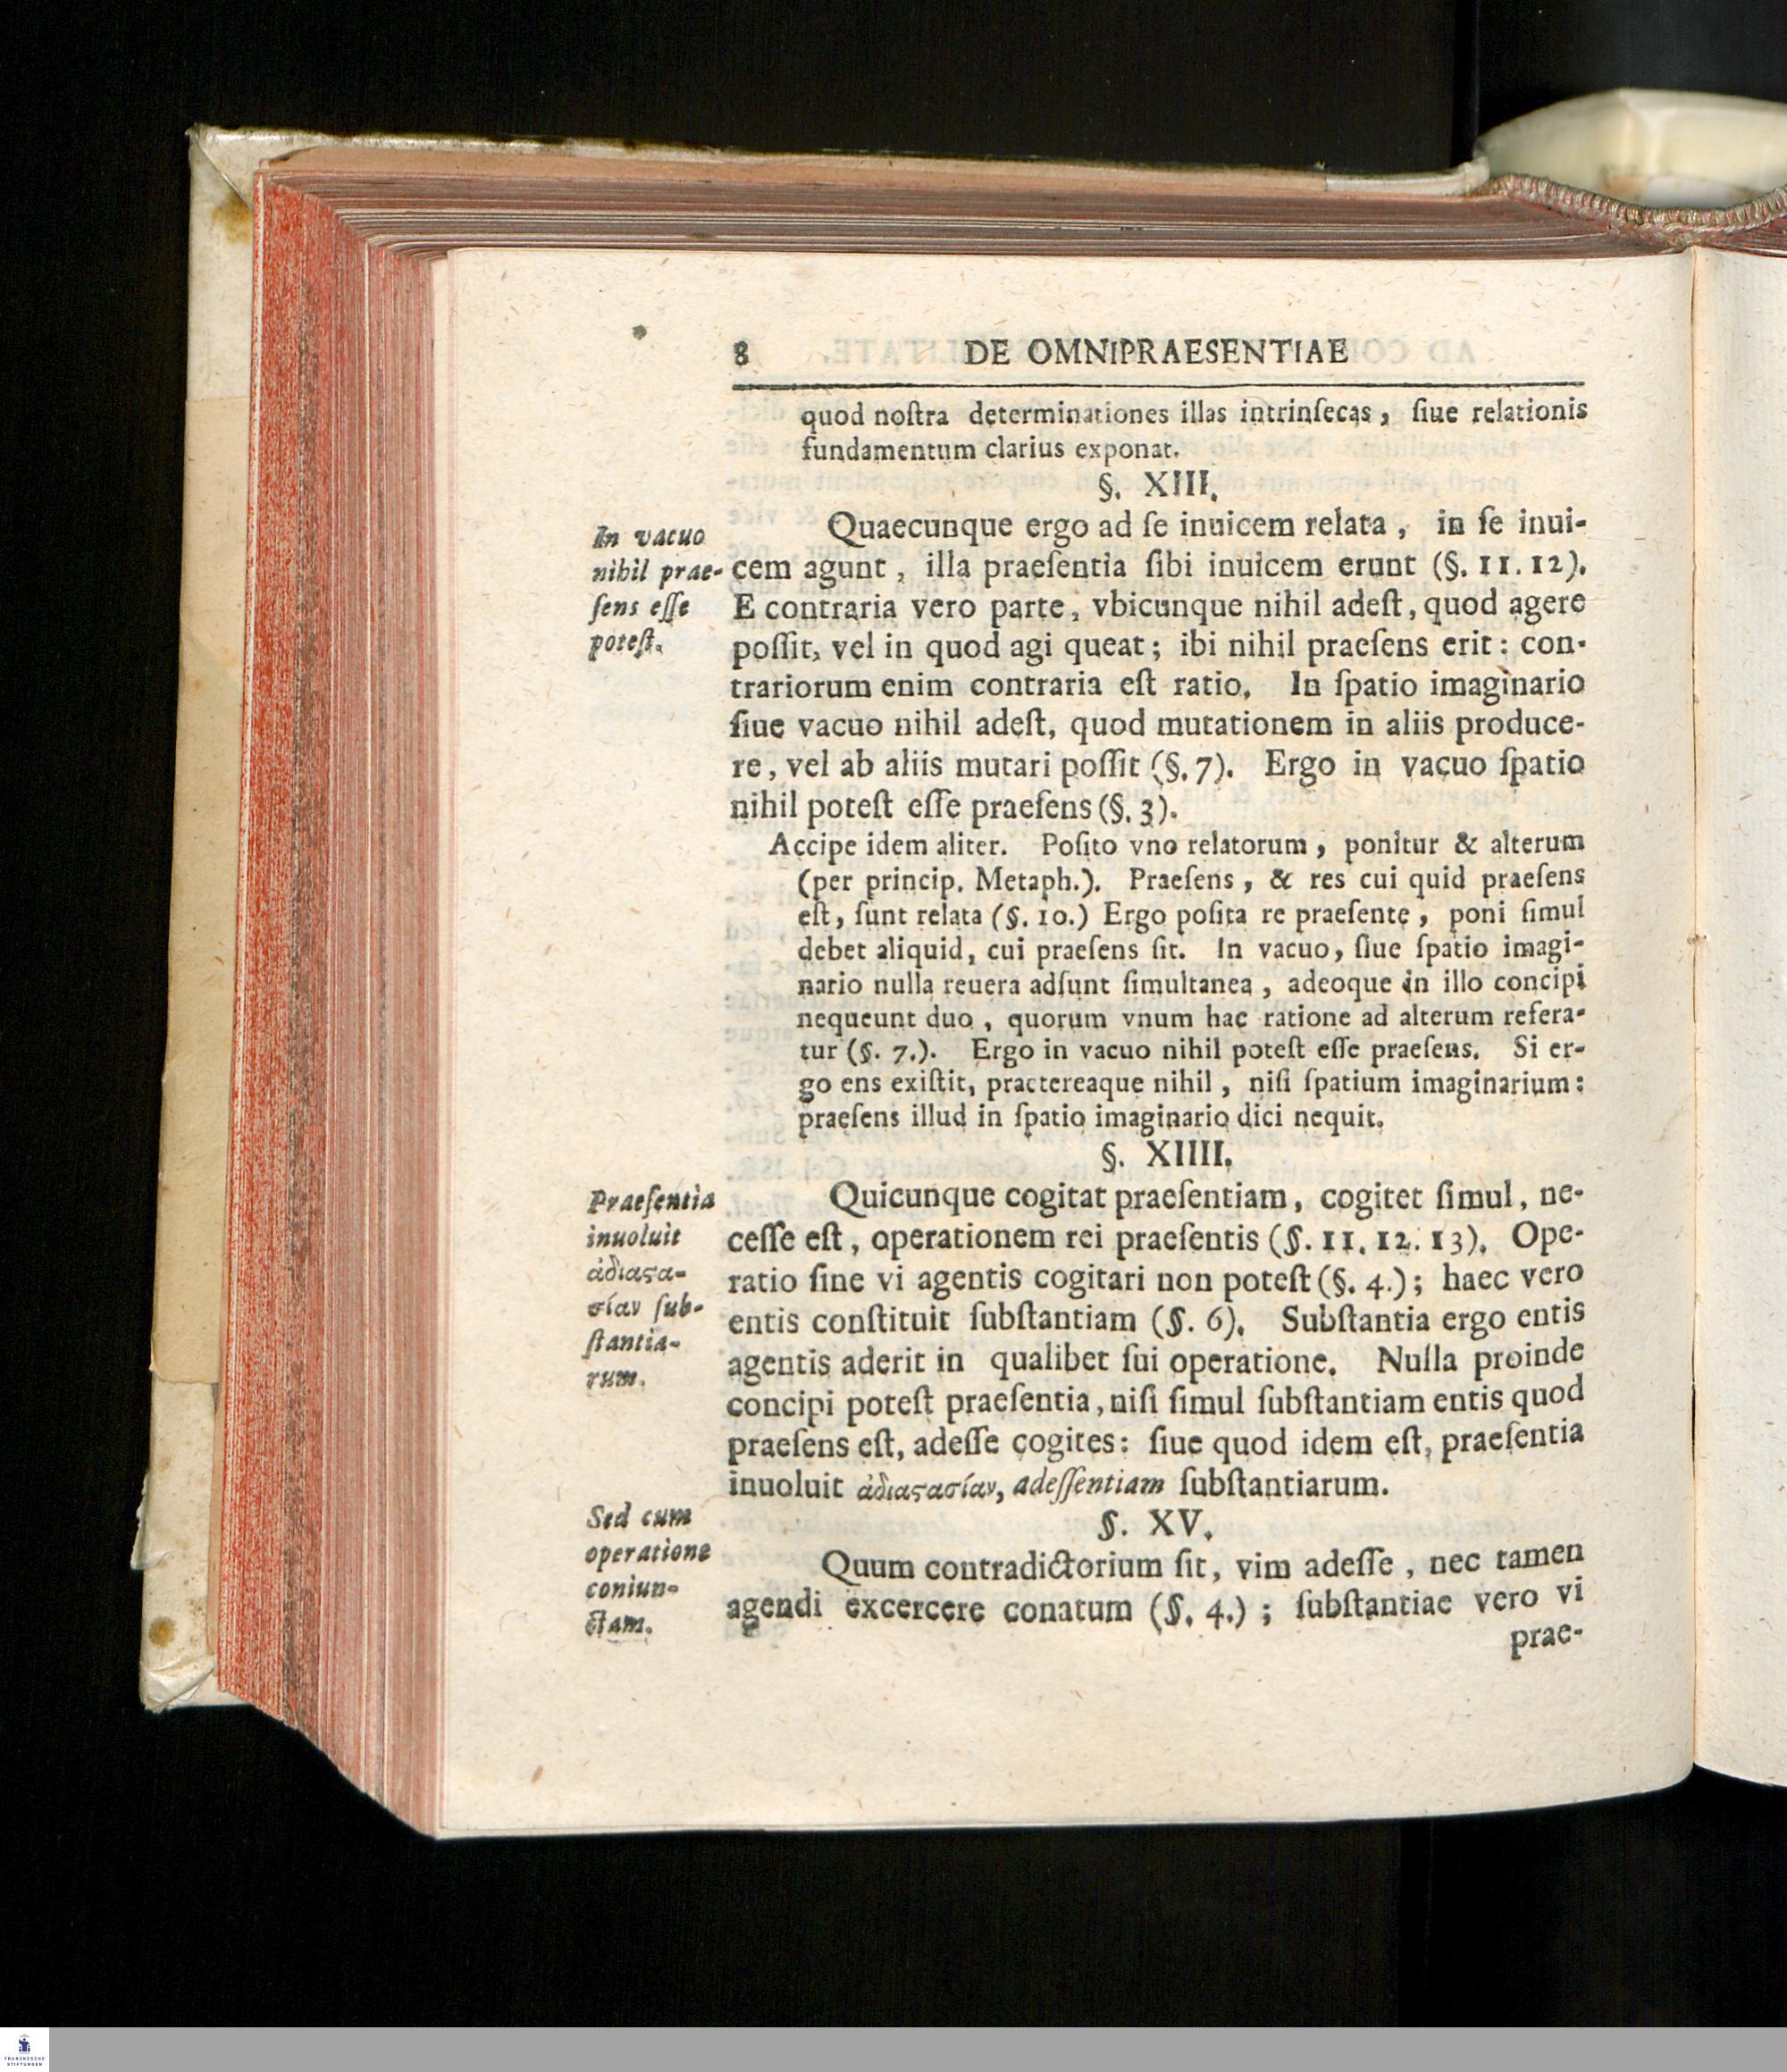 8 DE OMNIPRAESENTIAE
quod noſtra determinationes illas intrinſecas, ſiue relationis
fundamentum clarius exponat.
§. XIII.
In vacuo
nihil prae-
ſens eſſe
poteſt.
Quaecunque ergo ad ſe inuicem relata, in ſe inui-
cem agunt, illa praeſentia ſibi inuicem erunt (§. 11. 12).
E contraria vero parte, vbicunque nihil adeſt, quod agere
poſſit, vel in quod agi queat; ibi nihil praeſens erit: con-
trariorum enim contraria eſt ratio. In ſpatio imaginario
ſiue vacuo nihil adeſt, quod mutationem in aliis produce-
re, vel ab aliis mutari poſſit (§. 7). Ergo in vacuo ſpatio
nihil poteſt eſſe praeſens (§. 3).
Accipe idem aliter. Poſito vno relatorum, ponitur & alterum
(per princip. Metaph.). Praeſens, & res cui quid praeſens
eſt, ſunt relata (§. 10.) Ergo poſita re praeſente, poni ſimul
debet aliquid, cui praeſens ſit. In vacuo, ſiue ſpatio imagi-
nario nulla reuera adſunt ſimultanea, adeoque in illo concipi
nequeunt duo, quorum vnum hac ratione ad alterum refera-
tur (§. 7.). Ergo in vacuo nihil poteſt eſſe praeſens. Si er-
go ens exiſtit, praetereaque nihil, niſi ſpatium imaginarium:
praeſens illud in ſpatio imaginario dici nequit.
§. XIIII.
Praeſentia
inuoluit
ἀδιαϛα-
σίαν ſub-
ſtantia-
rum.
Quicunque cogitat praeſentiam, cogitet ſimul, ne-
ceſſe eſt, operationem rei praeſentis (§. 11. 12. 13). Ope-
ratio ſine vi agentis cogitari non poteſt (§. 4.); haec vero
entis conſtituit ſubſtantiam (§. 6). Subſtantia ergo entis
agentis aderit in qualibet ſui operatione. Nulla proinde
concipi poteſt praeſentia, niſi ſimul ſubſtantiam entis quod
praeſens eſt, adeſſe cogites: ſiue quod idem eſt, praeſentia
inuoluit ἀδιαϛασίαν, adeſſentiam ſubſtantiarum.
§. XV.
Sed cum
operatione
coniun-
ctam.
Quum contradictorium ſit, vim adeſſe, nec tamen
agendi excercere conatum (§. 4.); ſubſtantiae vero vi
prae-
FRANCKESCHE
STIFTUNGEN